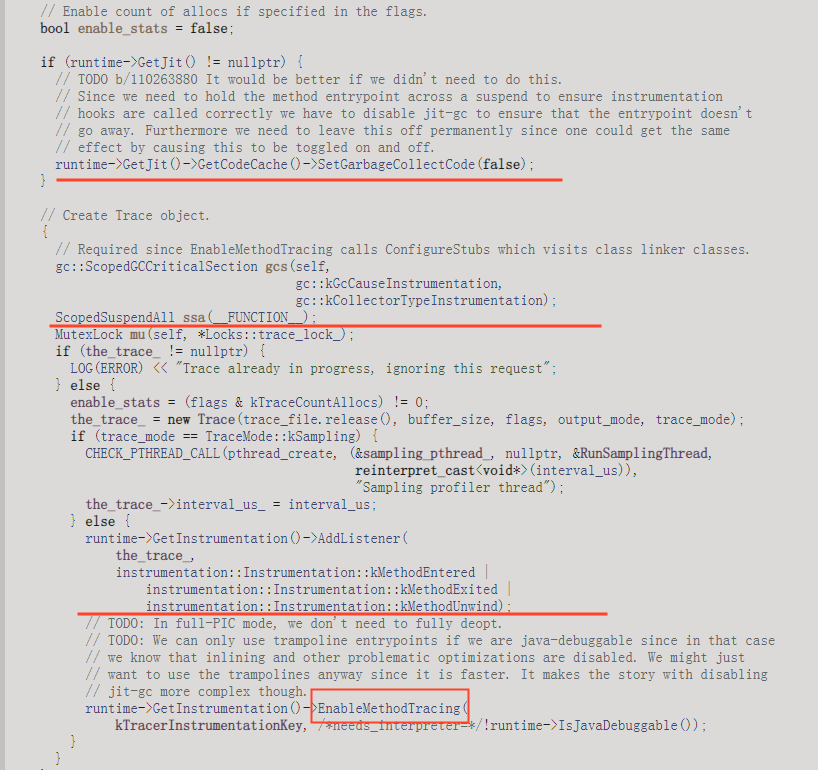 // Enable count of allocs if specified in the flags.
bool enable_stats = false;
if (runtime->GetJit() != nullptr) {
// TODO b/110263880 It would be better if we didn't need to do this.
// Since we need to hold the method entrypoint across a suspend to ensure instrumentation
// hooks are called correctly we have to disable jit-gc to ensure that the entrypoint doesn't
// go away. Furthermore we need to leave this off permanently since one could get the same
// effect by causing this to be toggled on and off.
runtime->GetJit()->GetCodeCache()->SetGarbageCollectCode(false);
}
// Create Trace object.
{
// Required since EnableMethodTracing calls ConfigureStubs which visits class linker classes.
gc::ScopedGCCriticalSection gcs(self,
gc::kGcCauseInstrumentation,
gc::kCollectorTypeInstrumentation);
ScopedSuspendAll ssa(__FUNCTION__);
MutexLock mu(self, *Locks::trace_lock_);
if (the_trace_ != nullptr) {
LOG(ERROR) << "Trace already in progress, ignoring this request";
} else {
enable_stats = (flags & kTraceCountAllocs) != 0;
the_trace_ = new Trace(trace_file.release(), buffer_size, flags, output_mode, trace_mode);
if (trace_mode == TraceMode::kSampling) {
CHECK_PTHREAD_CALL(pthread_create, (&sampling_pthread_, nullptr, &RunSamplingThread,
reinterpret_cast<void*>(interval_us)),
"Sampling profiler thread");
the_trace_->interval_us_ = interval_us;
} else {
runtime->GetInstrumentation()->AddListener(
the_trace_,
instrumentation::Instrumentation::kMethodEntered |
instrumentation::Instrumentation::kMethodExited |
instrumentation::Instrumentation::kMethodUnwind);
// TODO: In full-PIC mode, we don't need to fully deopt.
// TODO: We can only use trampoline entrypoints if we are java-debuggable since in that case
// we know that inlining and other problematic optimizations are disabled. We might just
// want to use the trampolines anyway since it is faster. It makes the story with disabling
// jit-gc more complex though.
runtime->GetInstrumentation()->EnableMethodTracing(
kTracerInstrumentationKey, /*needs_interpreter=*/!runtime->IsJavaDebuggable());
}
}